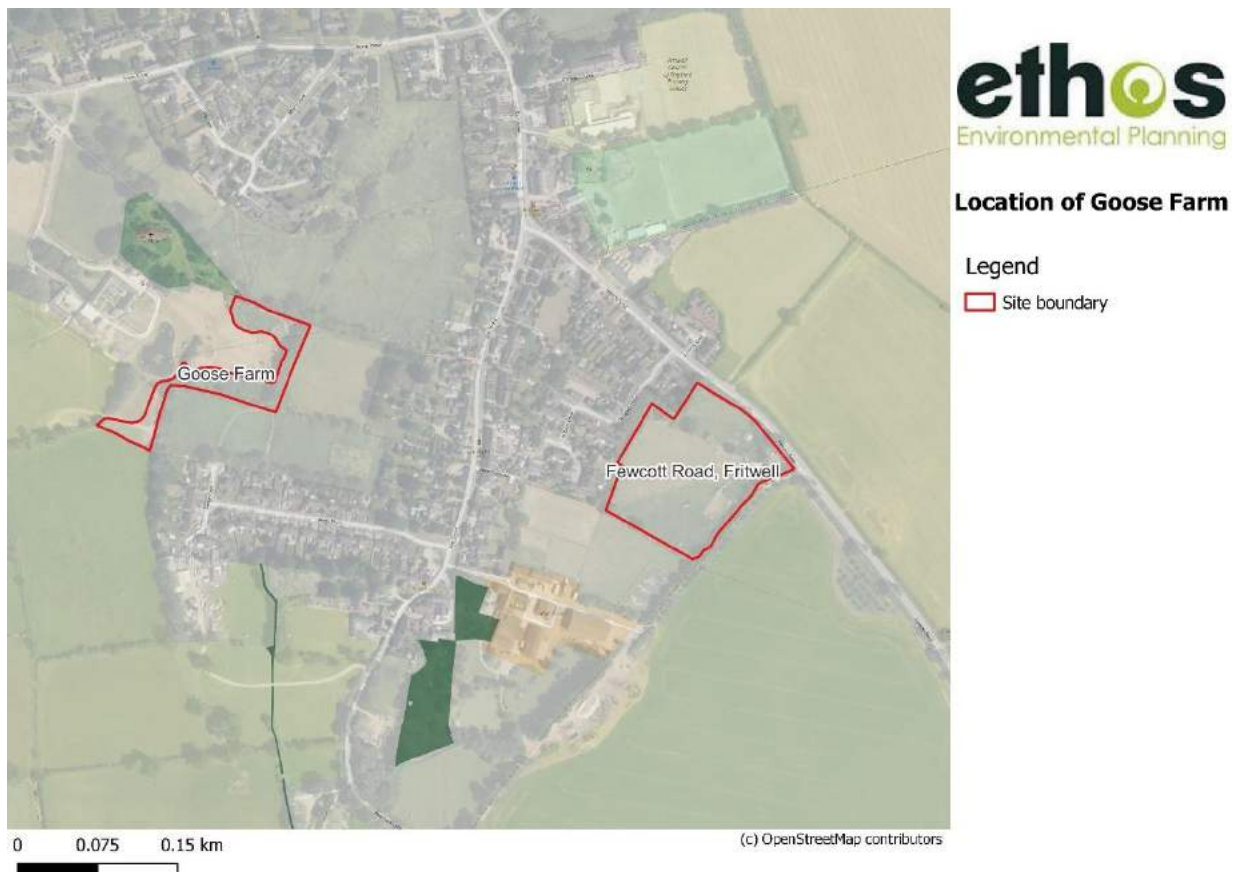 ethos
Environmental Planning
Location of Goose Farm
Legend
Site boundary
Goose Farm
Fewcott Road, Fritwell
(c) OpenStreetMap contributors
0 0.075 0.15 km